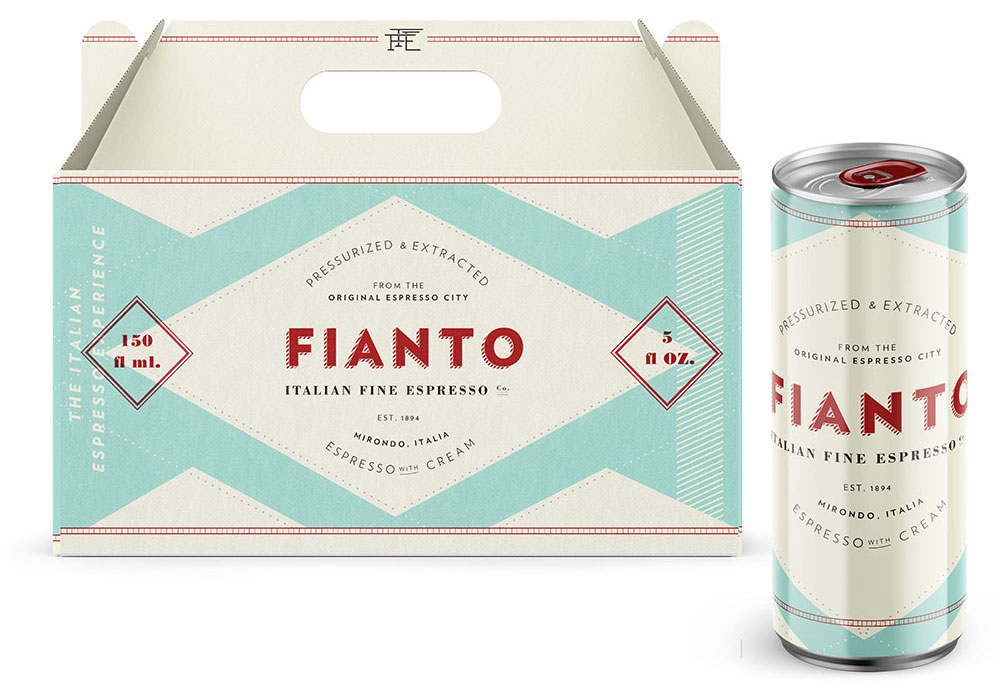 PRESSURIZED & EXTRACTED
FROM THE
ORIGINAL ESPRESSO CITY
FIANTO
ITALIAN FINE ESPRESSO Co.
EST. 1894
MIRONDO, ITALIA
ESPRESSO WITH CREAM
THE ITALIAN
ESPRESSO EXPERIENCE
150
fl ml.
5
fl OZ.
PRESSURIZED & EXTRACTED
FROM THE
ORIGINAL ESPRESSO CITY
FIANTO
ITALIAN FINE ESPRESSO Co.
EST. 1894
MIRONDO, ITALIA
ESPRESSO WITH CREAM